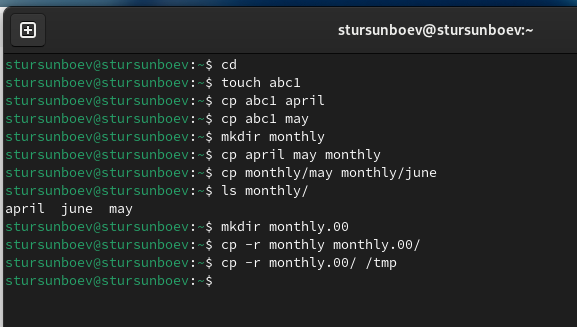 stursunboev@stursunboev:~
stursunboev@stursunboev:~$ cd
stursunboev@stursunboev:~$ touch abc1
stursunboev@stursunboev:~$ cp abc1 april
stursunboev@stursunboev:~$ cp abc1 may
stursunboev@stursunboev:~$ mkdir monthly
stursunboev@stursunboev:~$ cp april may monthly
stursunboev@stursunboev:~$ cp monthly/may monthly/june
stursunboev@stursunboev:~$ ls monthly/
april  june  may
stursunboev@stursunboev:~$ mkdir monthly.00
stursunboev@stursunboev:~$ cp -r monthly monthly.00/
stursunboev@stursunboev:~$ cp -r monthly.00/ /tmp
stursunboev@stursunboev:~$